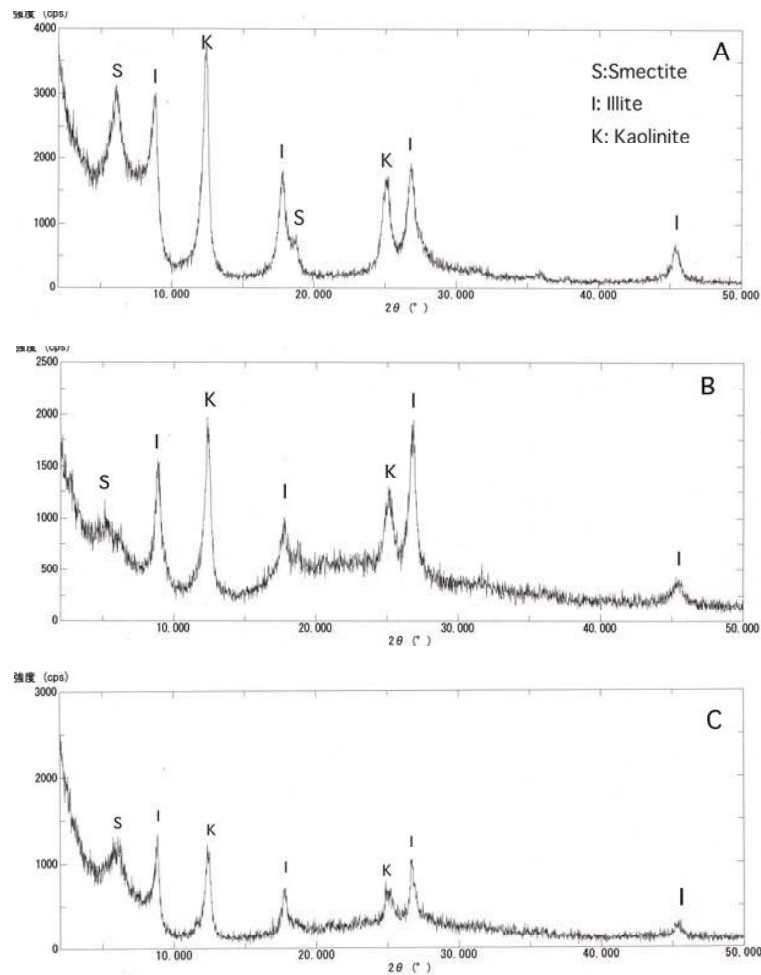 強度 (cps)
A
4000
K
S
I
S:Smectite
I: Illite
K: Kaolinite
3000
I
K
I
2000
S
1000
I
0
10.000
20.000
30.000
40.000
50.000
2θ (°)
強度 (cps)
2500
B
K
I
2000
I
1500
K
S
I
1000
500
I
0
10.000
20.000
30.000
40.000
50.000
2θ (°)
強度 (cps)
3000
C
2000
S
I
K
I
1000
I
K
I
0
10.000
20.000
30.000
40.000
50.000
2θ (°)